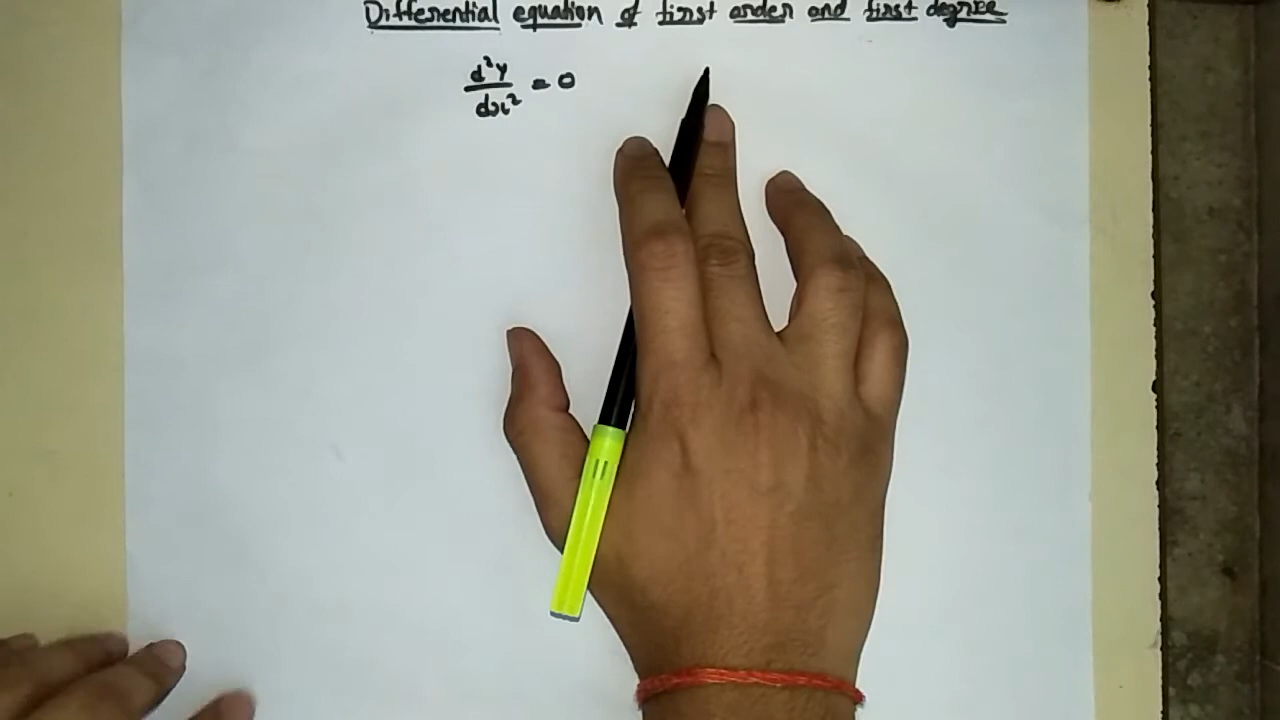 Differential equation of first order and first degree
d²y/dx² = 0